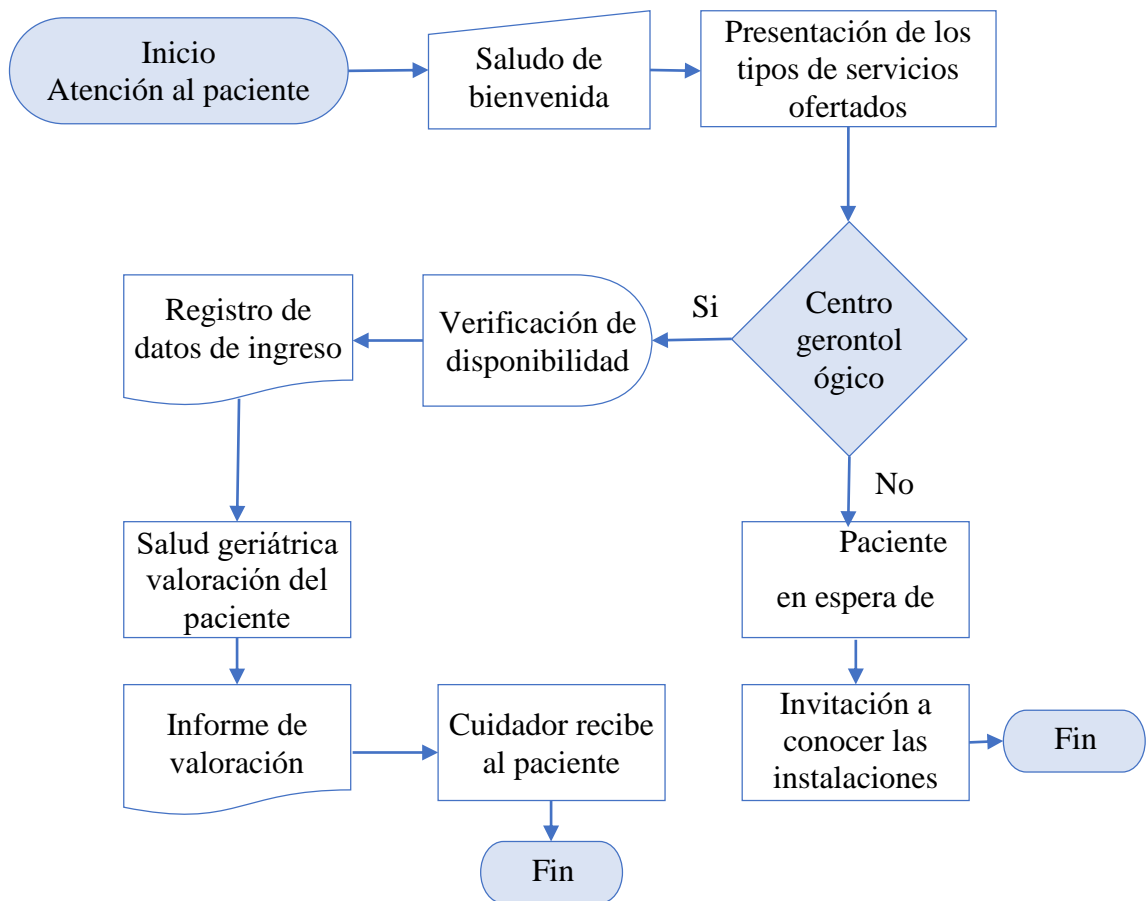 Inicio
Atención al paciente
Saludo de
bienvenida
Presentación de los
tipos de servicios
ofertados
Centro
gerontol
ógico
Si
Verificación de
disponibilidad
Registro de
datos de ingreso
Salud geriátrica
valoración del
paciente
Informe de
valoración
Cuidador recibe
al paciente
Fin
No
Paciente
en espera de
Invitación a
conocer las
instalaciones
Fin